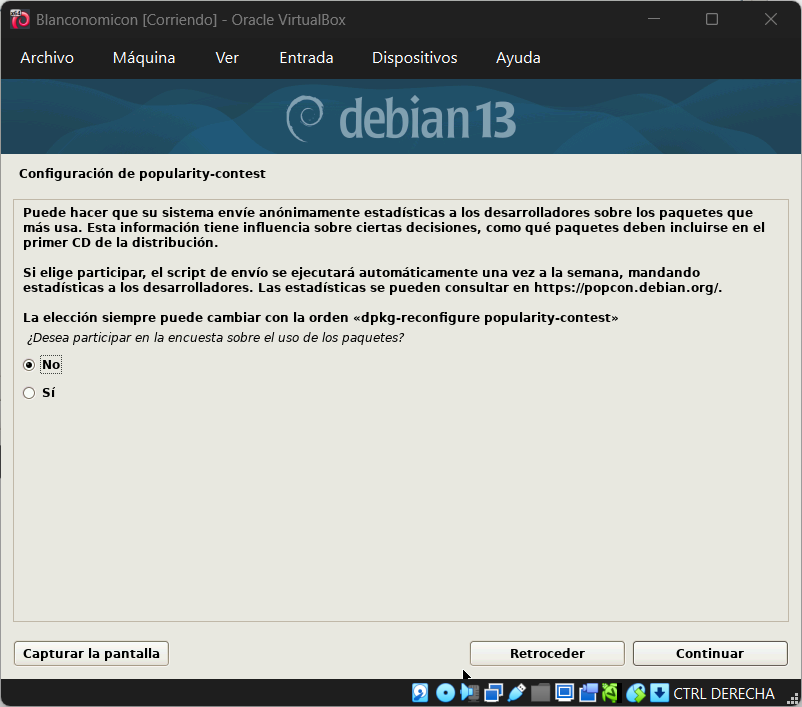 Blanconomicon [Corriendo] - Oracle VirtualBox
Archivo Máquina Ver Entrada Dispositivos Ayuda
debian 13
Configuración de popularity-contest
Puede hacer que su sistema envíe anónimamente estadísticas a los desarrolladores sobre los paquetes que
más usa. Esta información tiene influencia sobre ciertas decisiones, como qué paquetes deben incluirse en el
primer CD de la distribución.
Si elige participar, el script de envío se ejecutará automáticamente una vez a la semana, mandando
estadísticas a los desarrolladores. Las estadísticas se pueden consultar en https://popcon.debian.org/.
La elección siempre puede cambiar con la orden «dpkg-reconfigure popularity-contest»
¿Desea participar en la encuesta sobre el uso de los paquetes?
No
Sí
Capturar la pantalla Retroceder Continuar
CTRL DERECHA